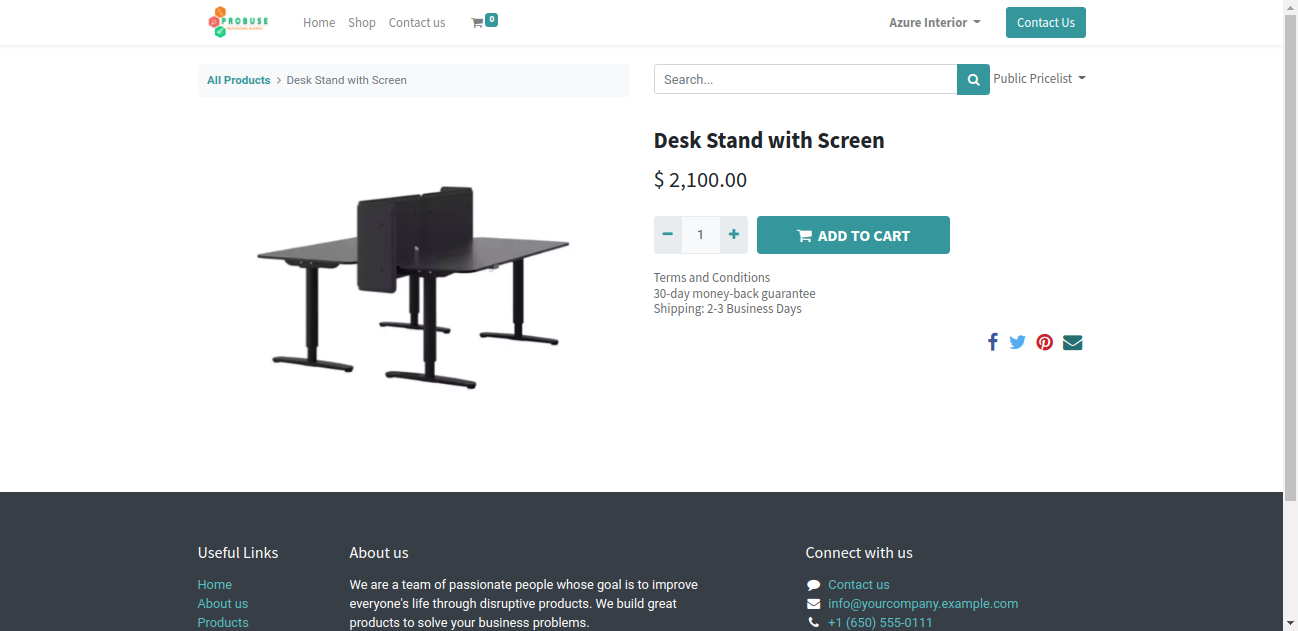 PROBUSE
Home
Shop
Contact us
0
Azure Interior
Contact Us
All Products > Desk Stand with Screen
Search...
Public Pricelist
Desk Stand with Screen
$ 2,100.00
1
ADD TO CART
Terms and Conditions
30-day money-back guarantee
Shipping: 2-3 Business Days
Useful Links
Home
About us
Products
About us
We are a team of passionate people whose goal is to improve
everyone's life through disruptive products. We build great
products to solve your business problems.
Connect with us
Contact us
info@yourcompany.example.com
+1 (650) 555-0111